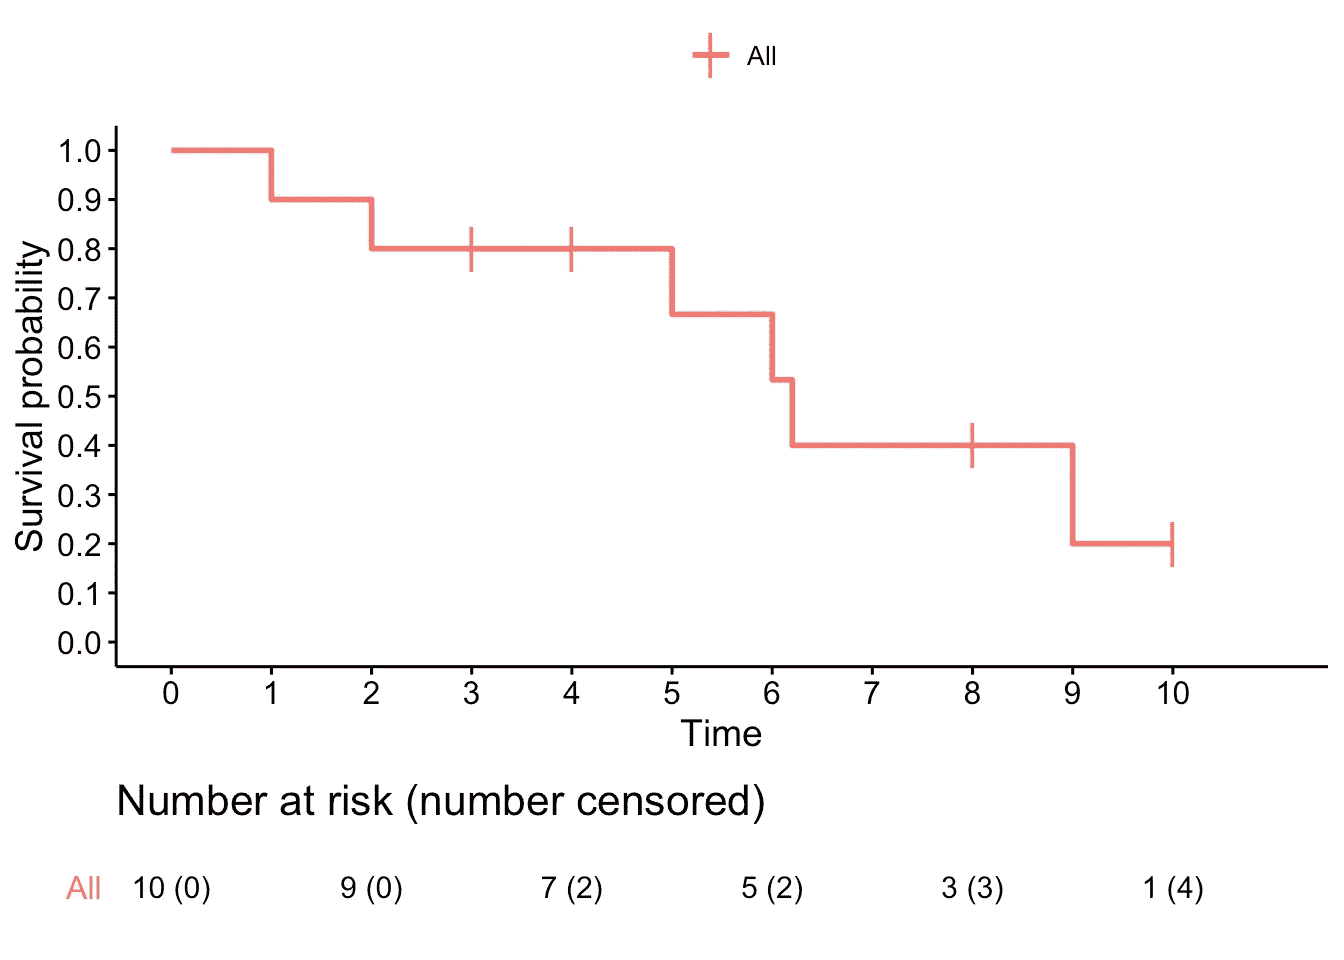 All
Survival probability
1.0
0.9
0.8
0.7
0.6
0.5
0.4
0.3
0.2
0.1
0.0
0 1 2 3 4 5 6 7 8 9 10
Time
Number at risk (number censored)
All 10 (0) 9 (0) 7 (2) 5 (2) 3 (3) 1 (4)